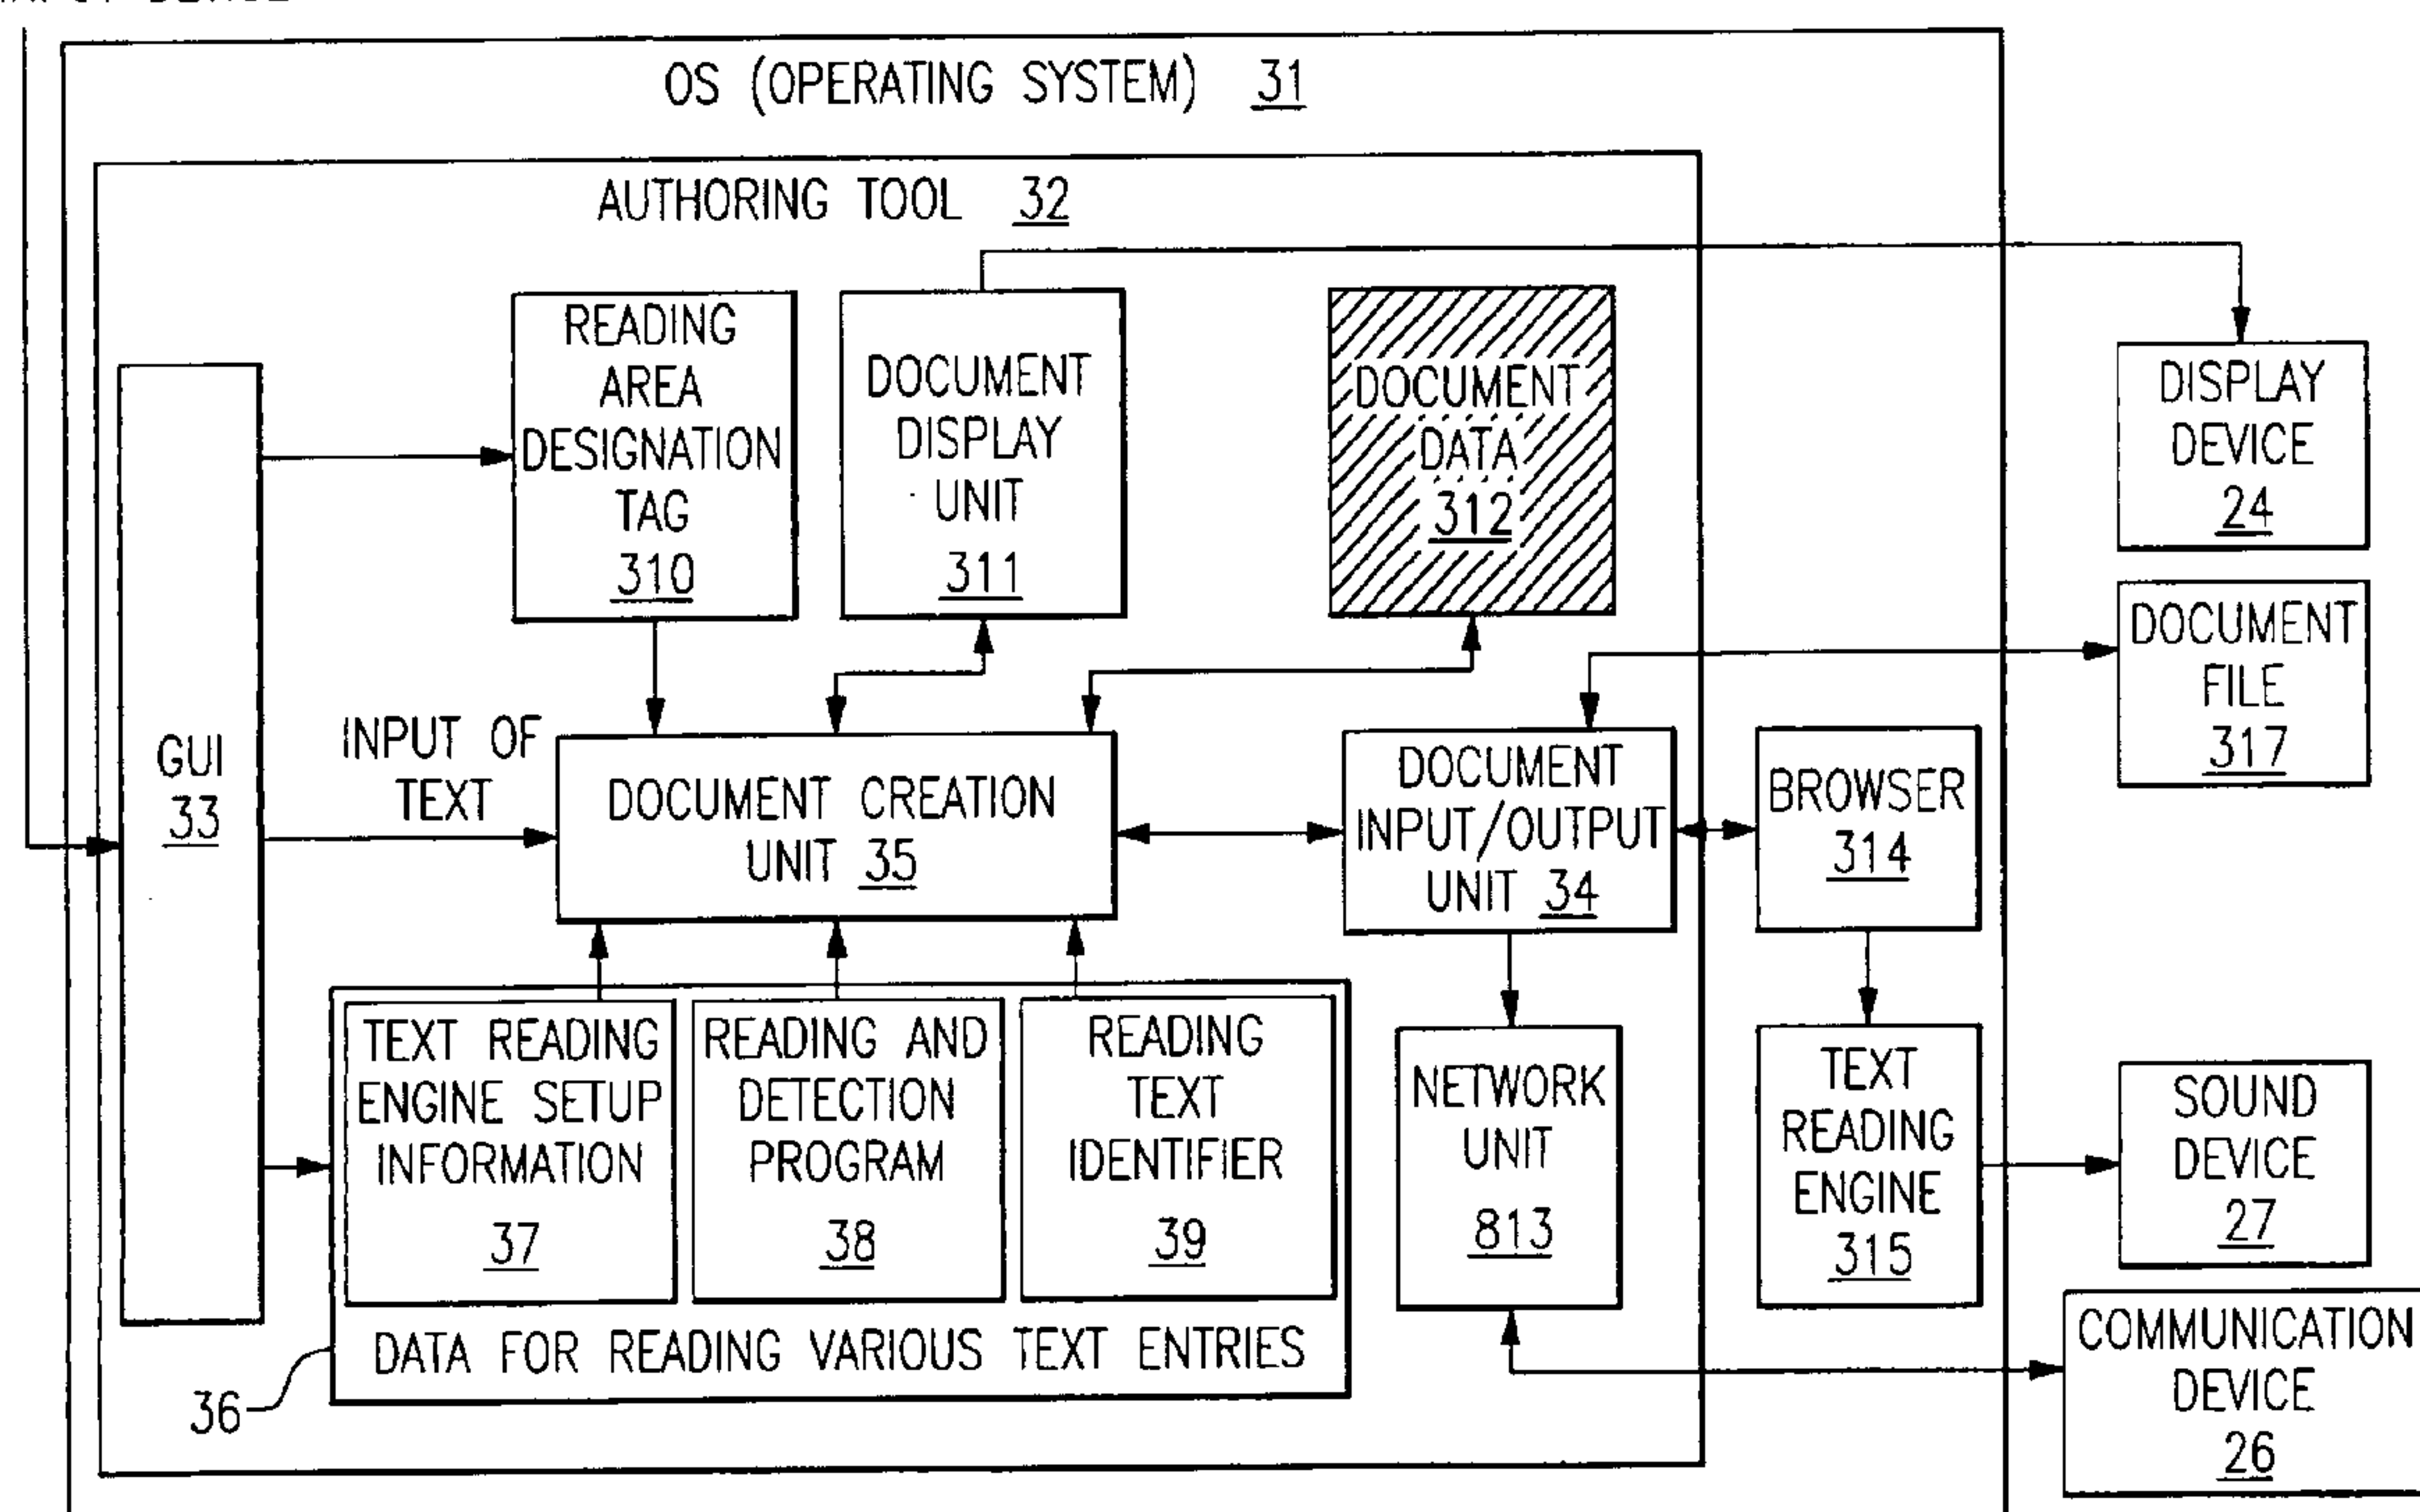 OS (OPERATING SYSTEM) 31
AUTHORING TOOL 32
READING
AREA
DESIGNATION
TAG
310
DOCUMENT
DISPLAY
UNIT
311
DOCUMENT
DATA
312
DISPLAY
DEVICE
24
DOCUMENT
FILE
317
GUI
33
INPUT OF
TEXT
DOCUMENT CREATION
UNIT 35
DOCUMENT
INPUT/OUTPUT
UNIT 34
BROWSER
314
TEXT READING
ENGINE SETUP
INFORMATION
37
READING AND
DETECTION
PROGRAM
38
READING
TEXT
IDENTIFIER
39
DATA FOR READING VARIOUS TEXT ENTRIES
36
NETWORK
UNIT
813
TEXT
READING
ENGINE
315
SOUND
DEVICE
27
COMMUNICATION
DEVICE
26